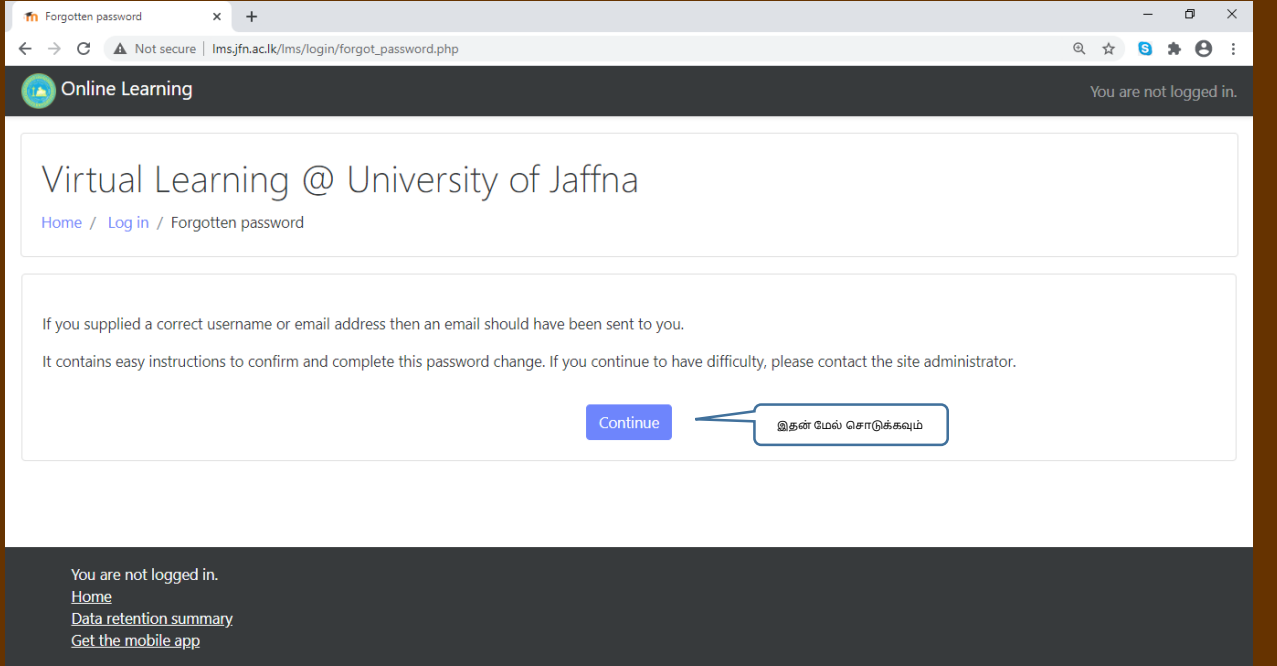 Forgotten password
Not secure | lms.jfn.ac.lk/lms/login/forgot_password.php
Online Learning
You are not logged in.
Virtual Learning @ University of Jaffna
Home / Log in / Forgotten password
If you supplied a correct username or email address then an email should have been sent to you.
It contains easy instructions to confirm and complete this password change. If you continue to have difficulty, please contact the site administrator.
Continue
இதன் மேல் சொடுக்கவும்
You are not logged in.
Home
Data retention summary
Get the mobile app